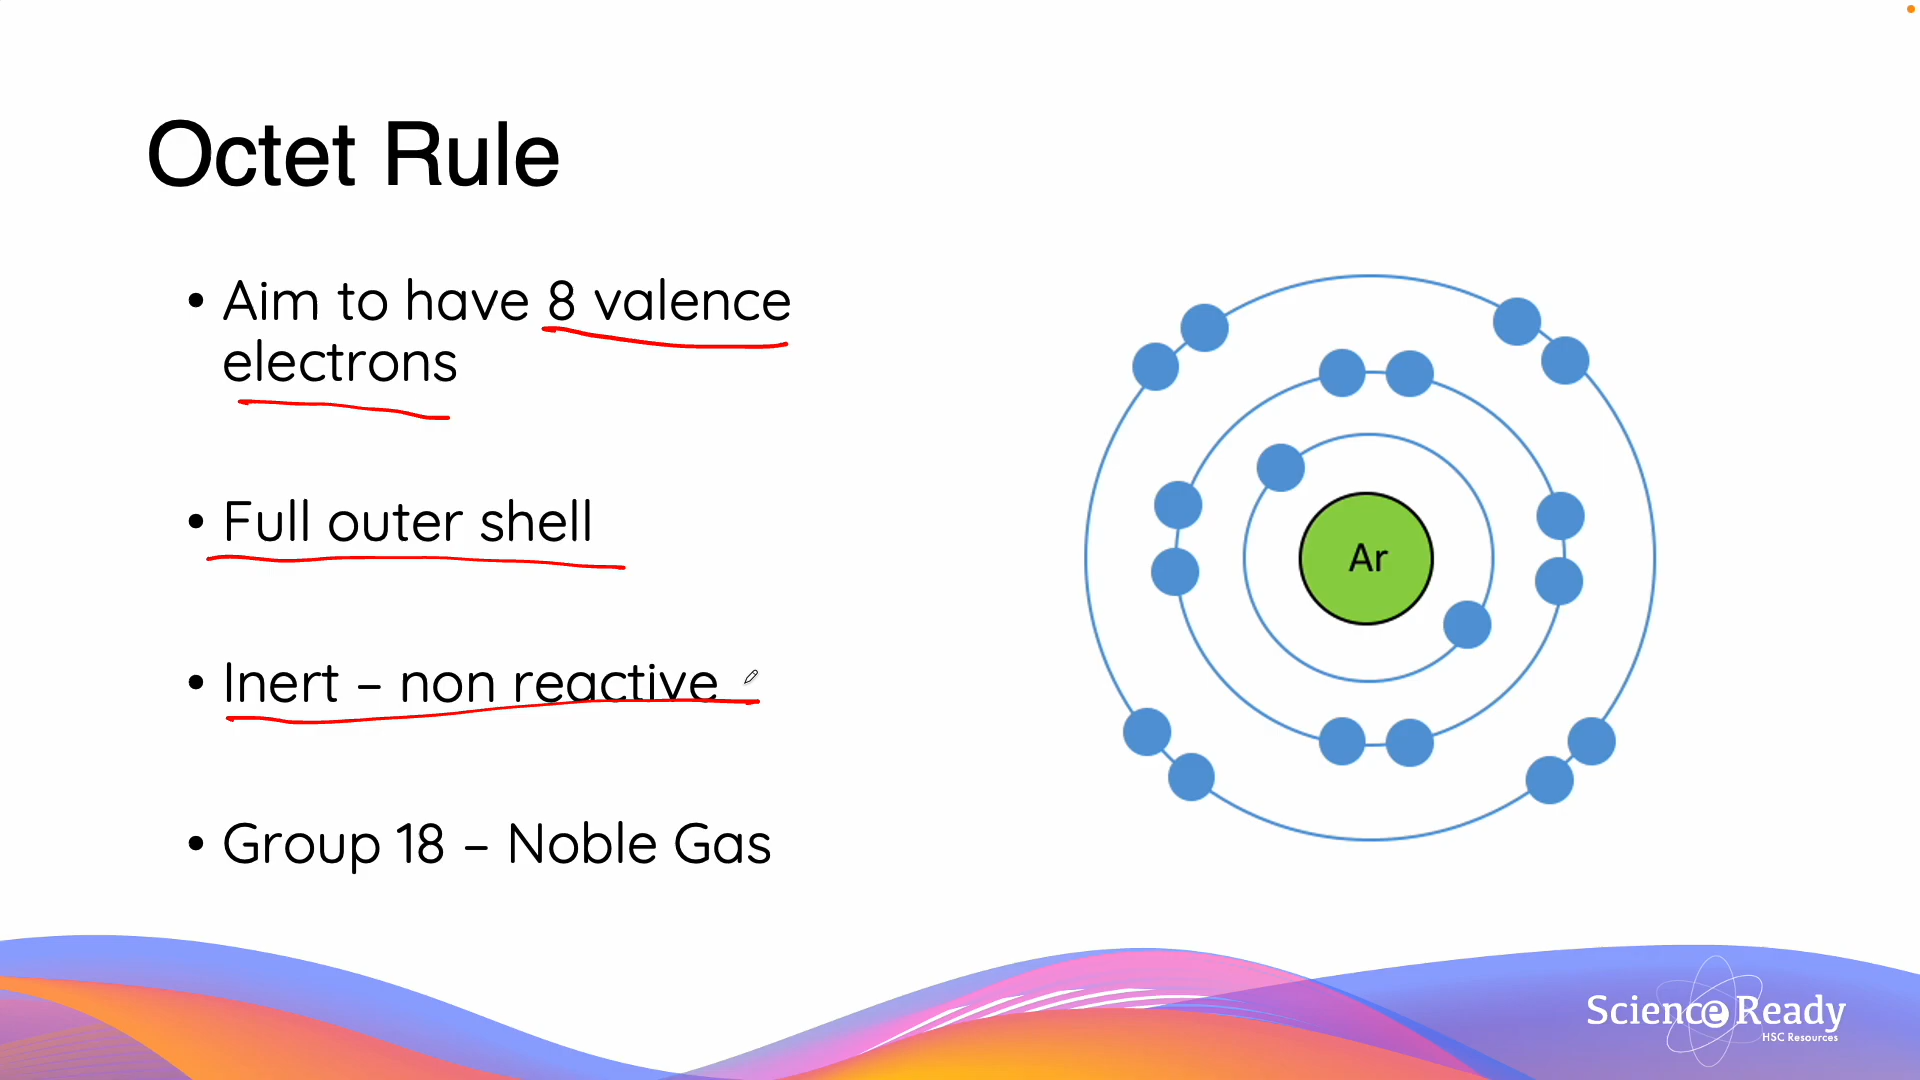 Octet Rule
• Aim to have 8 valence
electrons
• Full outer shell
• Inert – non reactive
• Group 18 – Noble Gas
Ar
Science Ready
HSC Resources